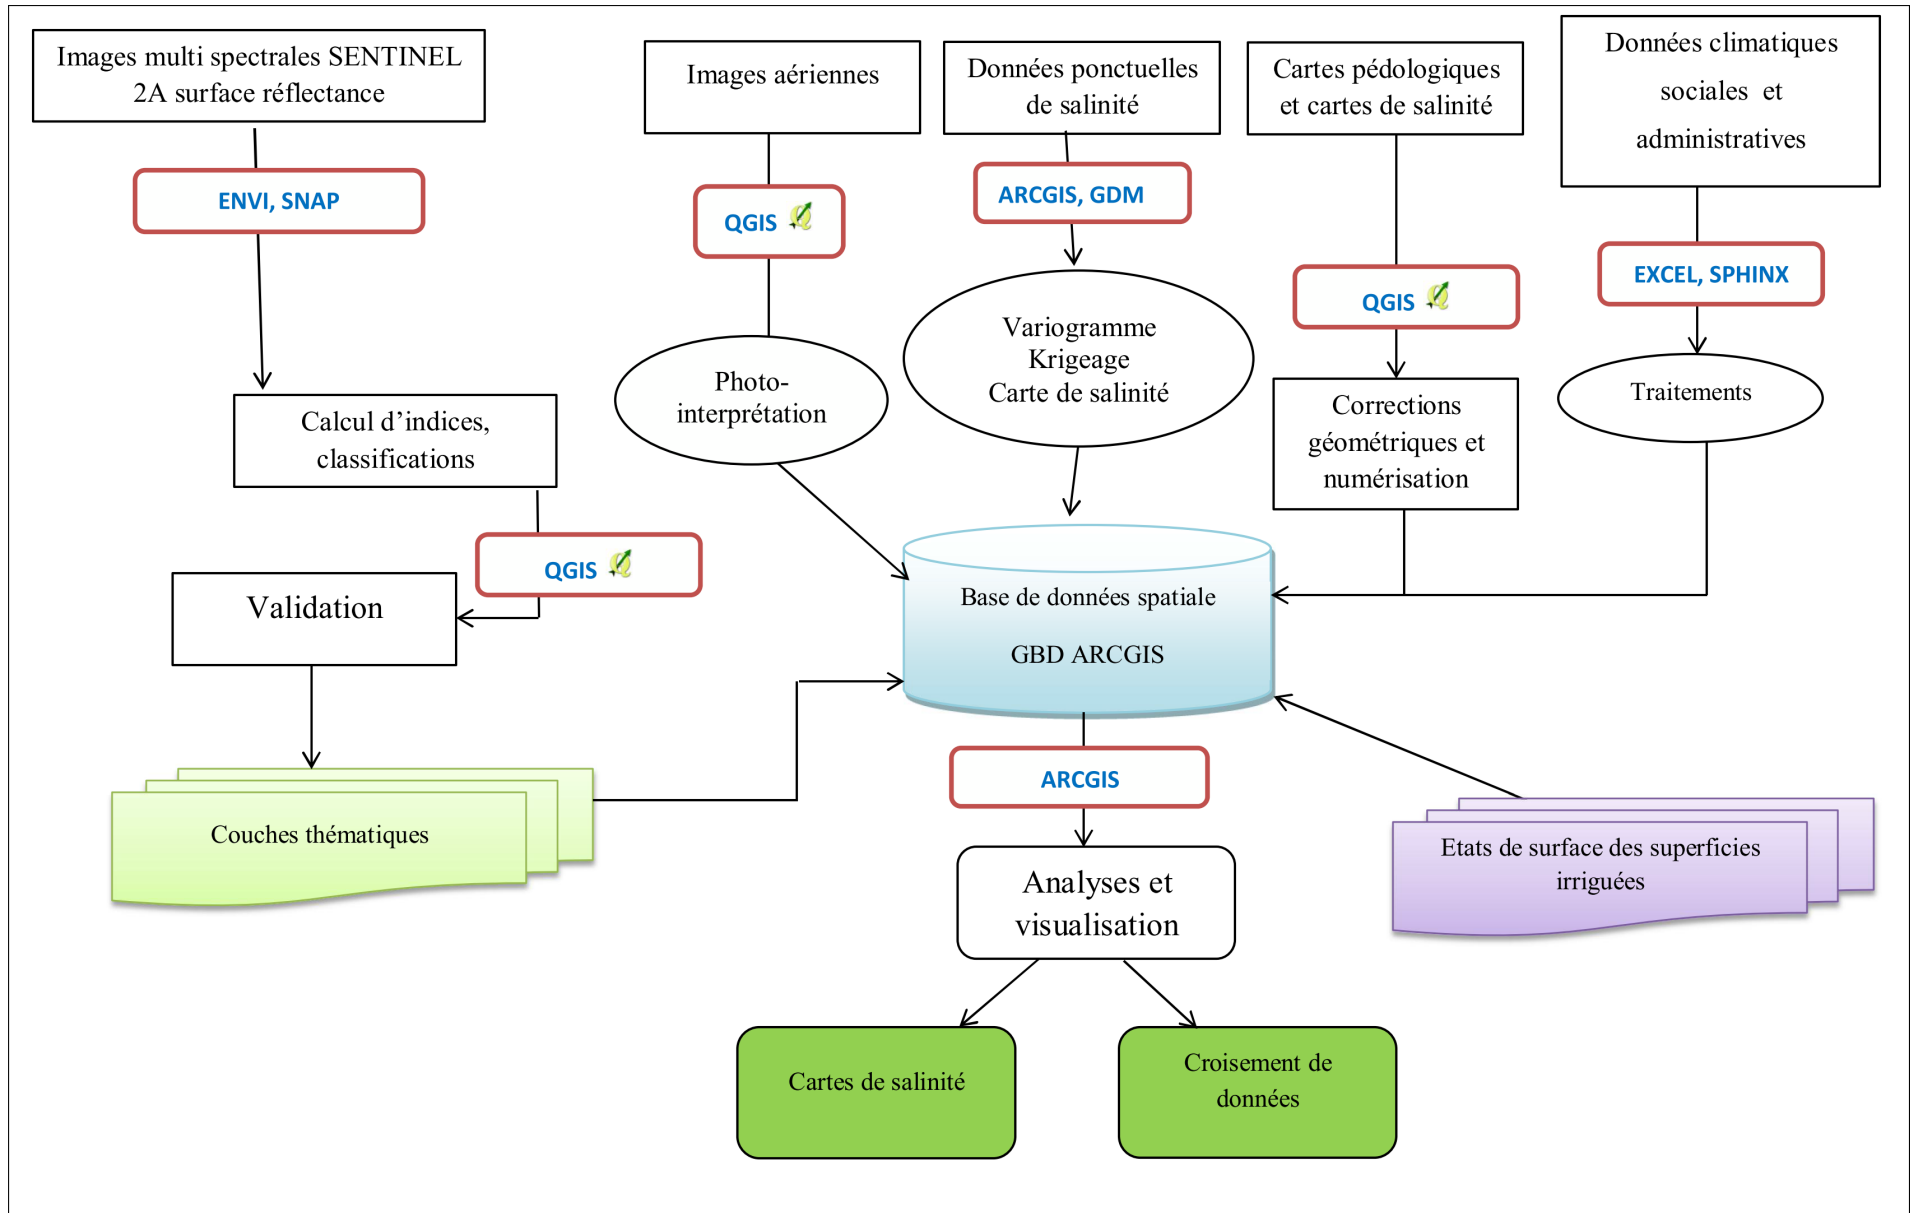 Images multi spectrales SENTINEL
2A surface réflectance
Images aériennes
Données ponctuelles
de salinité
Cartes pédologiques
et cartes de salinité
Données climatiques
sociales et
administratives
ENVI, SNAP
QGIS
ARCGIS, GDM
QGIS
EXCEL, SPHINX
Calcul d’indices,
classifications
Photo-
interprétation
Variogramme
Krigeage
Carte de salinité
Corrections
géométriques et
numérisation
Traitements
QGIS
Validation
Base de données spatiale
GBD ARCGIS
ARCGIS
Couches thématiques
Etats de surface des superficies
irriguées
Analyses et
visualisation
Cartes de salinité
Croisement de
données